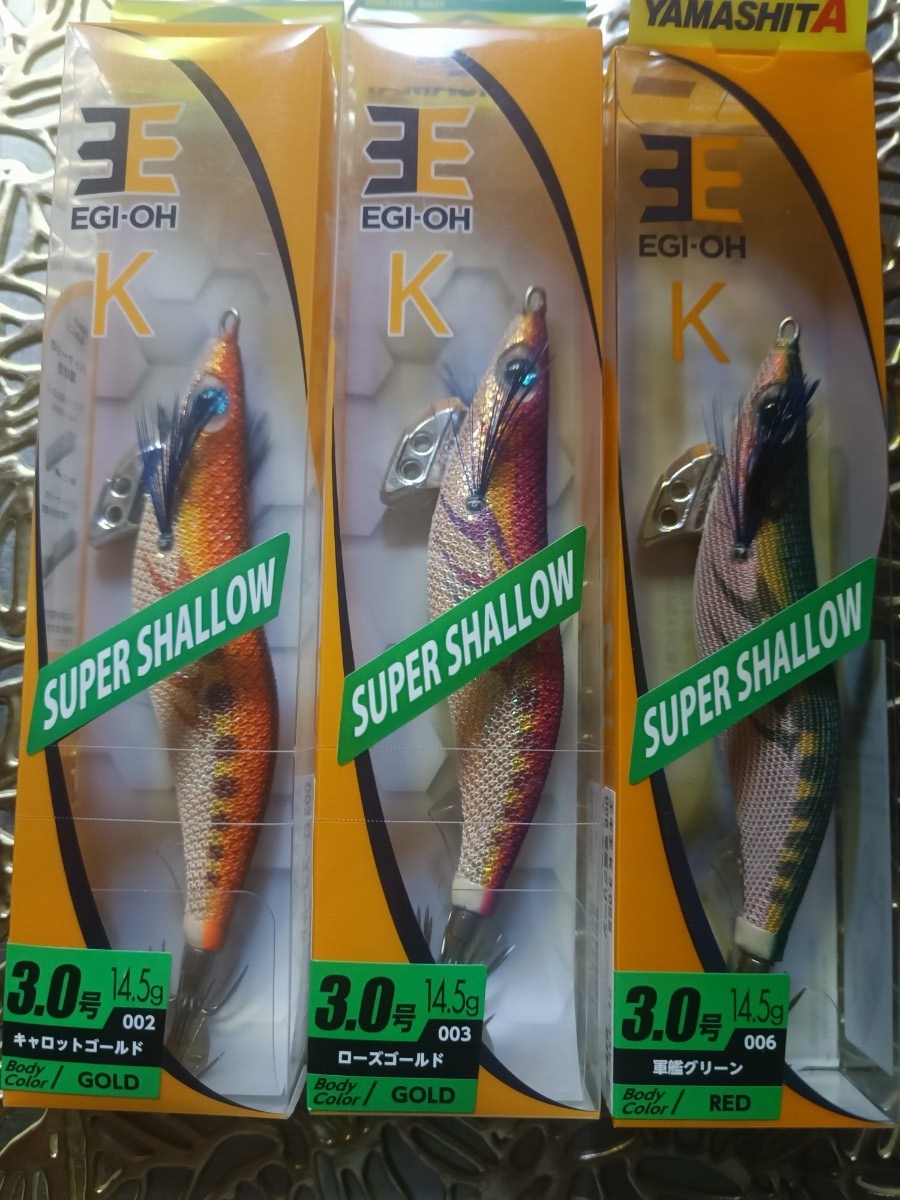 EGI-OH
K
SUPER SHALLOW
3.0号 14.5g
002
キャロットゴールド
Body Color / GOLD
EGI-OH
K
SUPER SHALLOW
3.0号 14.5g
003
ローズゴールド
Body Color / GOLD
YAMASHITA
EGI-OH
K
SUPER SHALLOW
3.0号 14.5g
006
軍艦グリーン
Body Color / RED